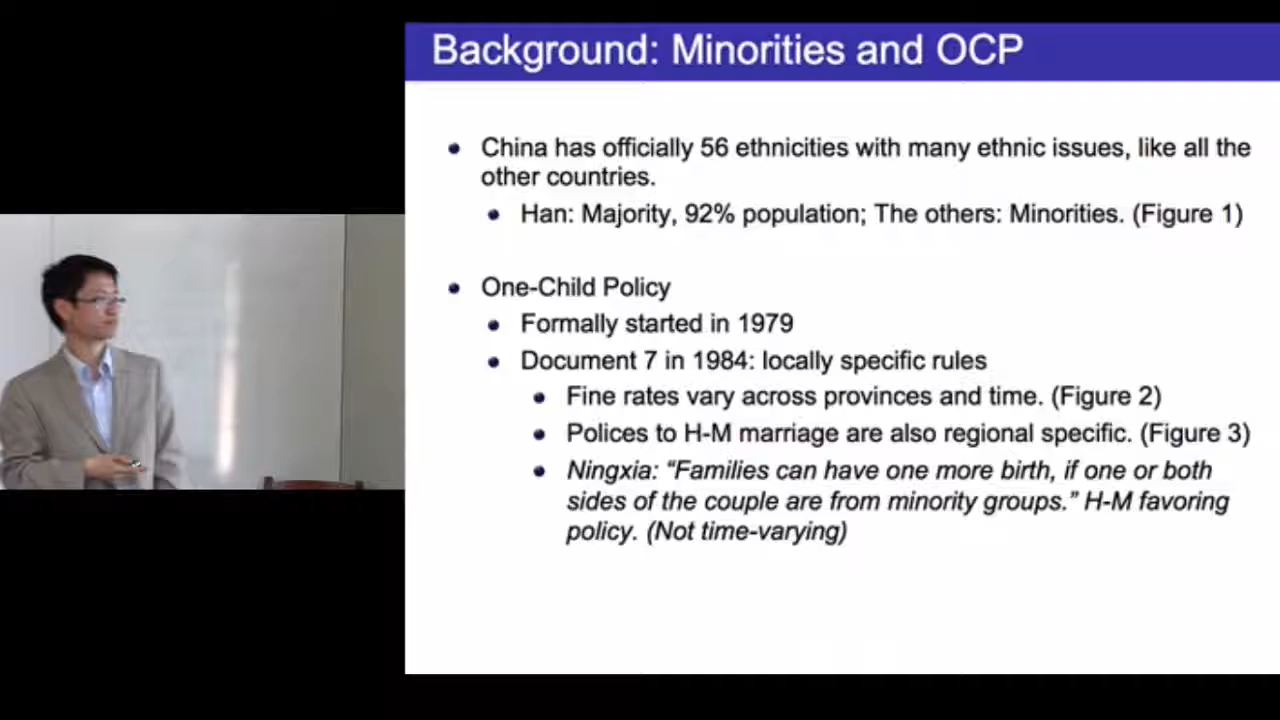 Background: Minorities and OCP
China has officially 56 ethnicities with many ethnic issues, like all the
other countries.
Han: Majority, 92% population; The others: Minorities. (Figure 1)
One-Child Policy
Formally started in 1979
Document 7 in 1984: locally specific rules
Fine rates vary across provinces and time. (Figure 2)
Polices to H-M marriage are also regional specific. (Figure 3)
Ningxia: “Families can have one more birth, if one or both
sides of the couple are from minority groups.” H-M favoring
policy. (Not time-varying)